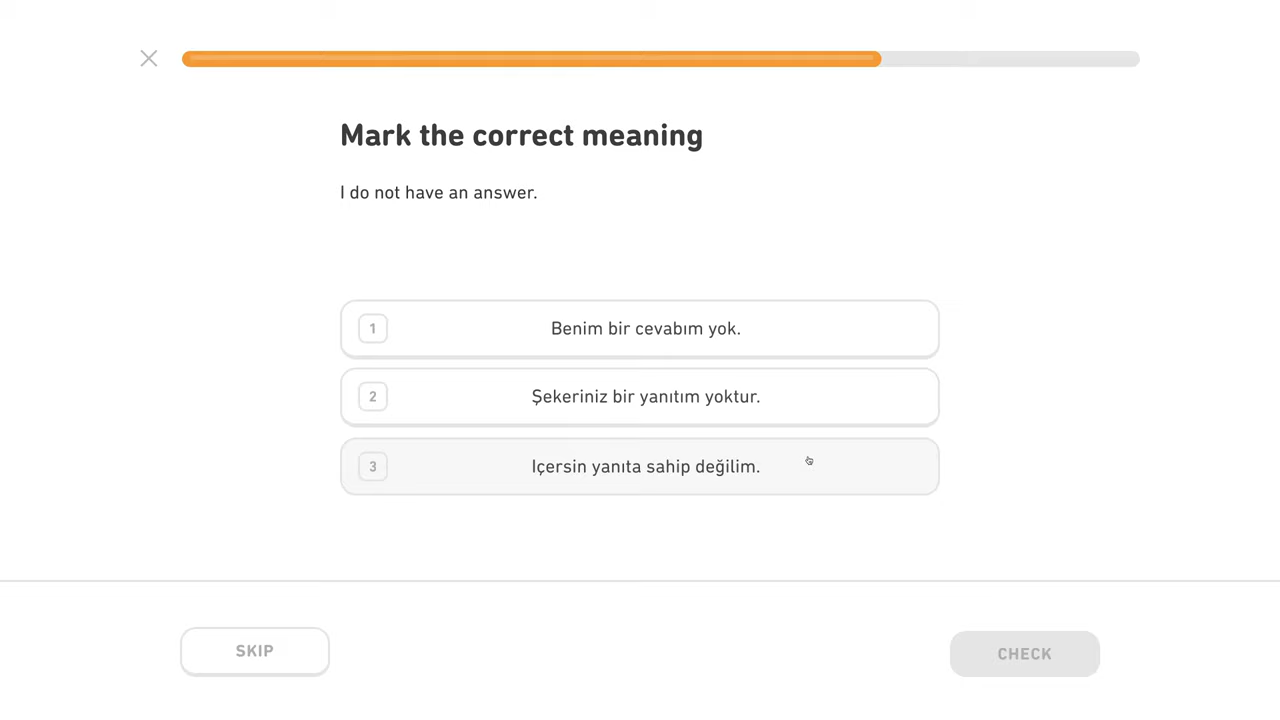 Mark the correct meaning
I do not have an answer.
1 Benim bir cevabım yok.
2 Şekeriniz bir yanıtım yoktur.
3 Içersin yanıta sahip değilim.
SKIP
CHECK